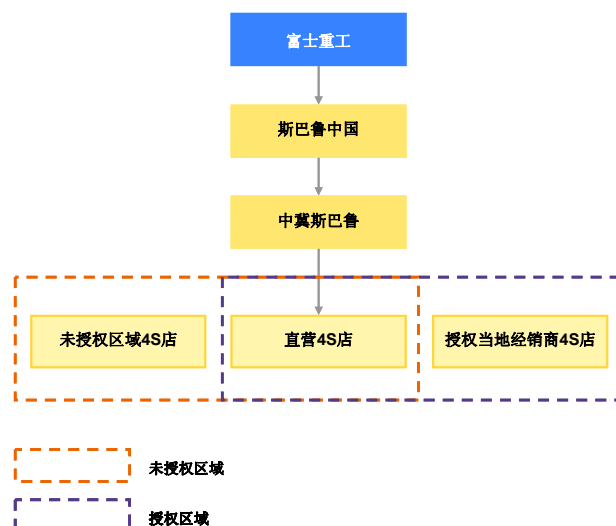 富士重工
斯巴鲁中国
中冀斯巴鲁
未授权区域4S店
直营4S店
授权当地经销商4S店
未授权区域
授权区域